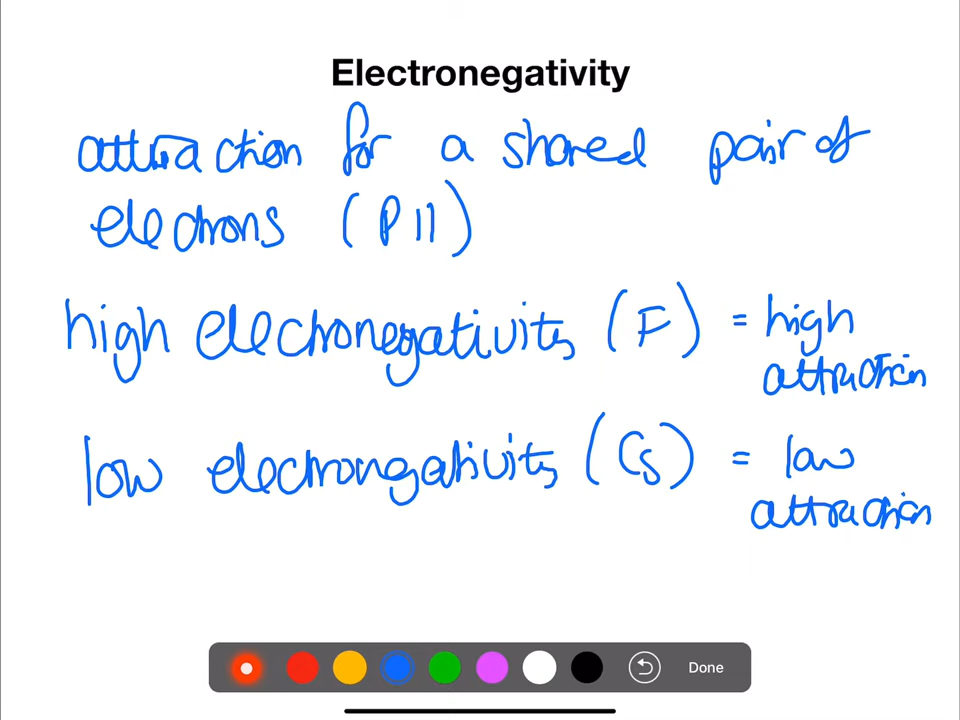 Electronegativity
attraction for a shared pair of
electrons (P11)
high electronegativity (F) = high
attraction
low electronegativity (Cs) = low
attraction
Done